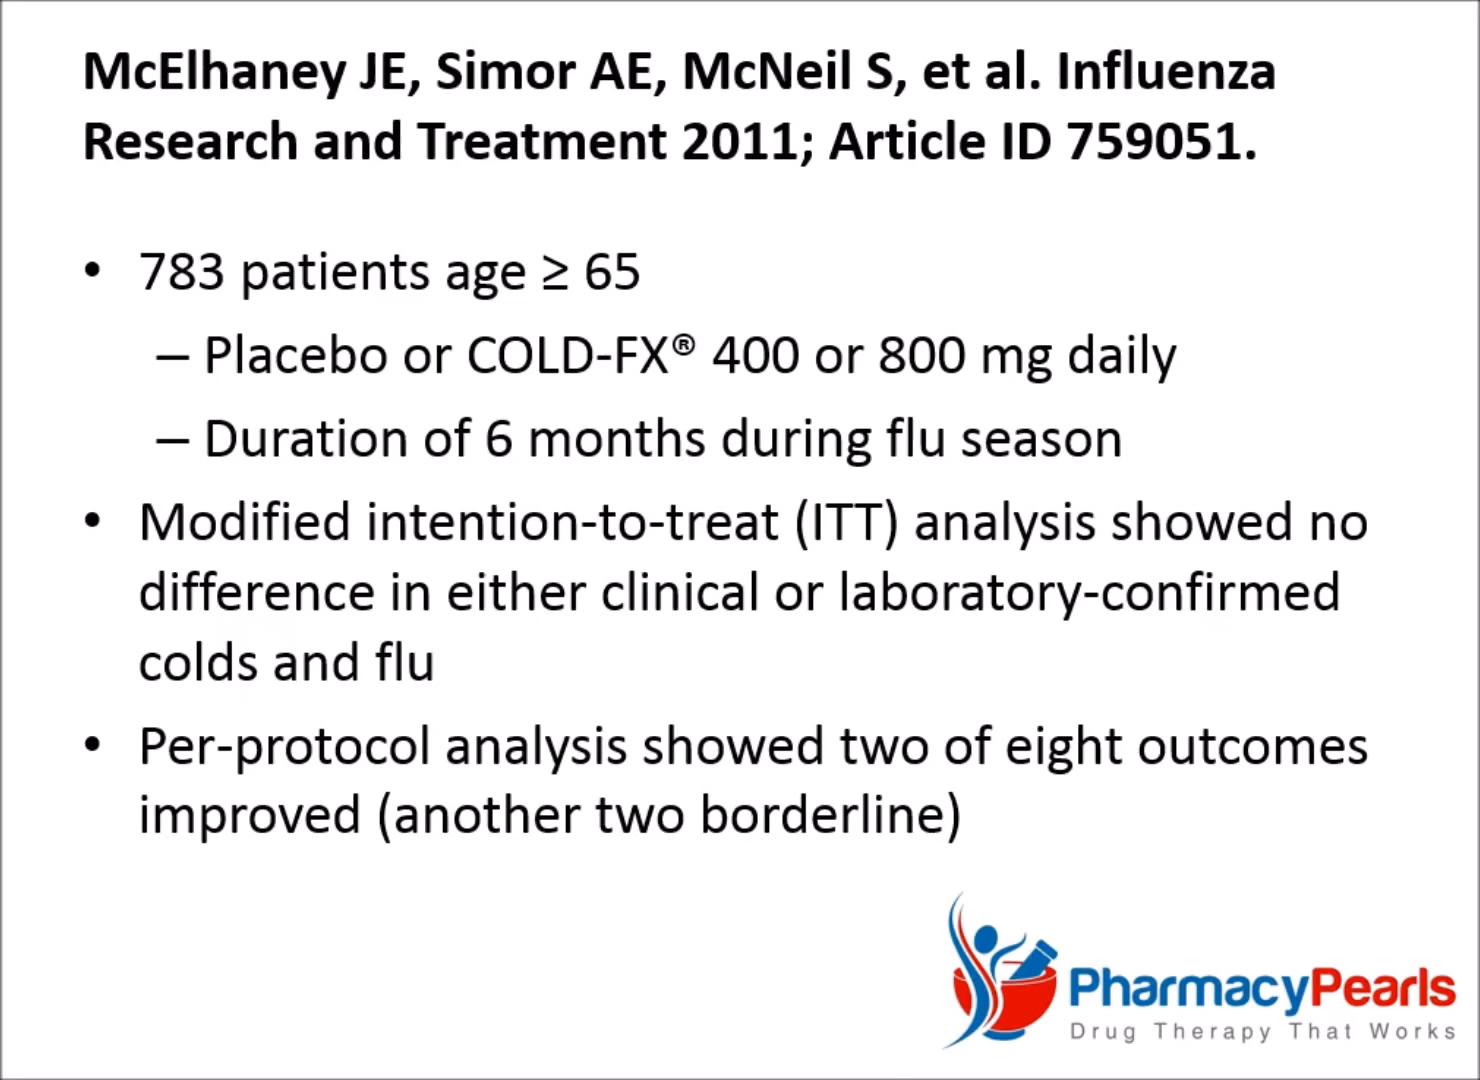 McElhaney JE, Simor AE, McNeil S, et al. Influenza
Research and Treatment 2011; Article ID 759051.
• 783 patients age ≥ 65
– Placebo or COLD-FX® 400 or 800 mg daily
– Duration of 6 months during flu season
• Modified intention-to-treat (ITT) analysis showed no
difference in either clinical or laboratory-confirmed
colds and flu
• Per-protocol analysis showed two of eight outcomes
improved (another two borderline)
PharmacyPearls
Drug Therapy That Works